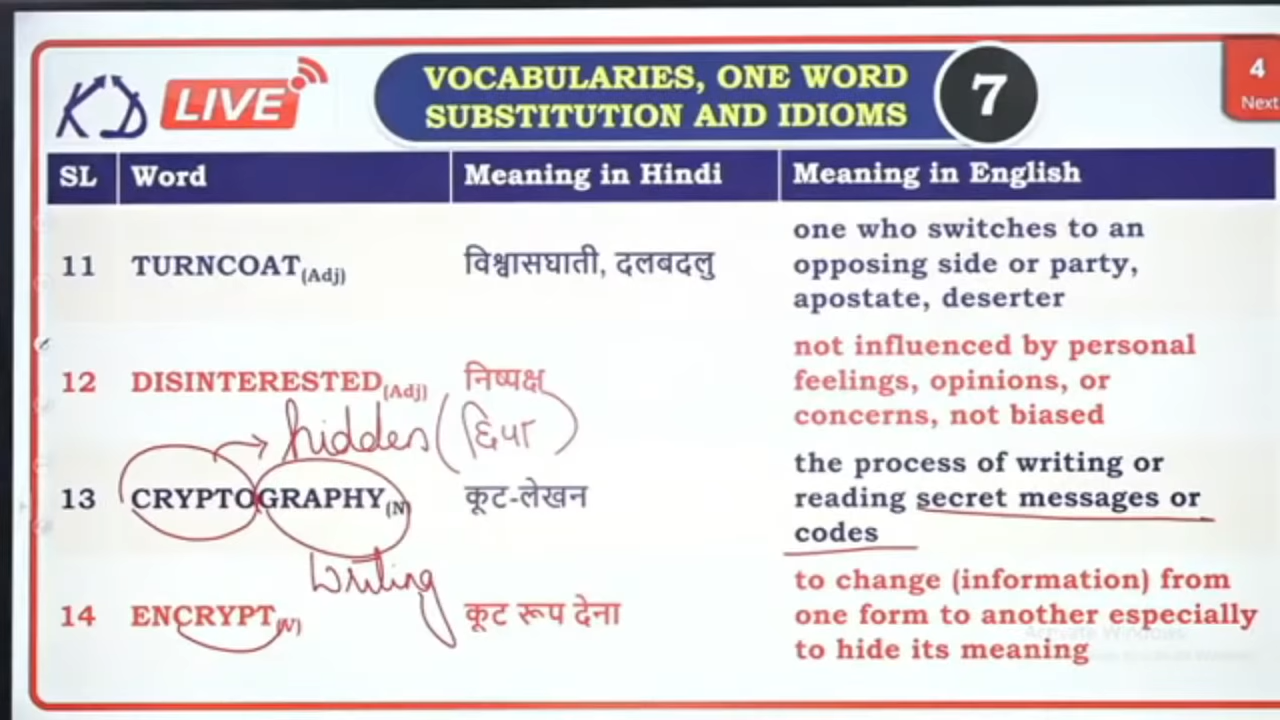 KD LIVE
VOCABULARIES, ONE WORD
SUBSTITUTION AND IDIOMS
7
4
Next
SL Word Meaning in Hindi Meaning in English
11 TURNCOAT(Adj) विश्वासघाती, दलबदलु one who switches to an
opposing side or party,
apostate, deserter
12 DISINTERESTED(Adj) निष्पक्ष not influenced by personal
feelings, opinions, or
concerns, not biased
hidden (छिपा)
13 CRYPTOGRAPHY(N) कूट-लेखन the process of writing or
reading secret messages or
codes
writing
14 ENCRYPT(V) कूट रूप देना to change (information) from
one form to another especially
to hide its meaning
Activate Windows